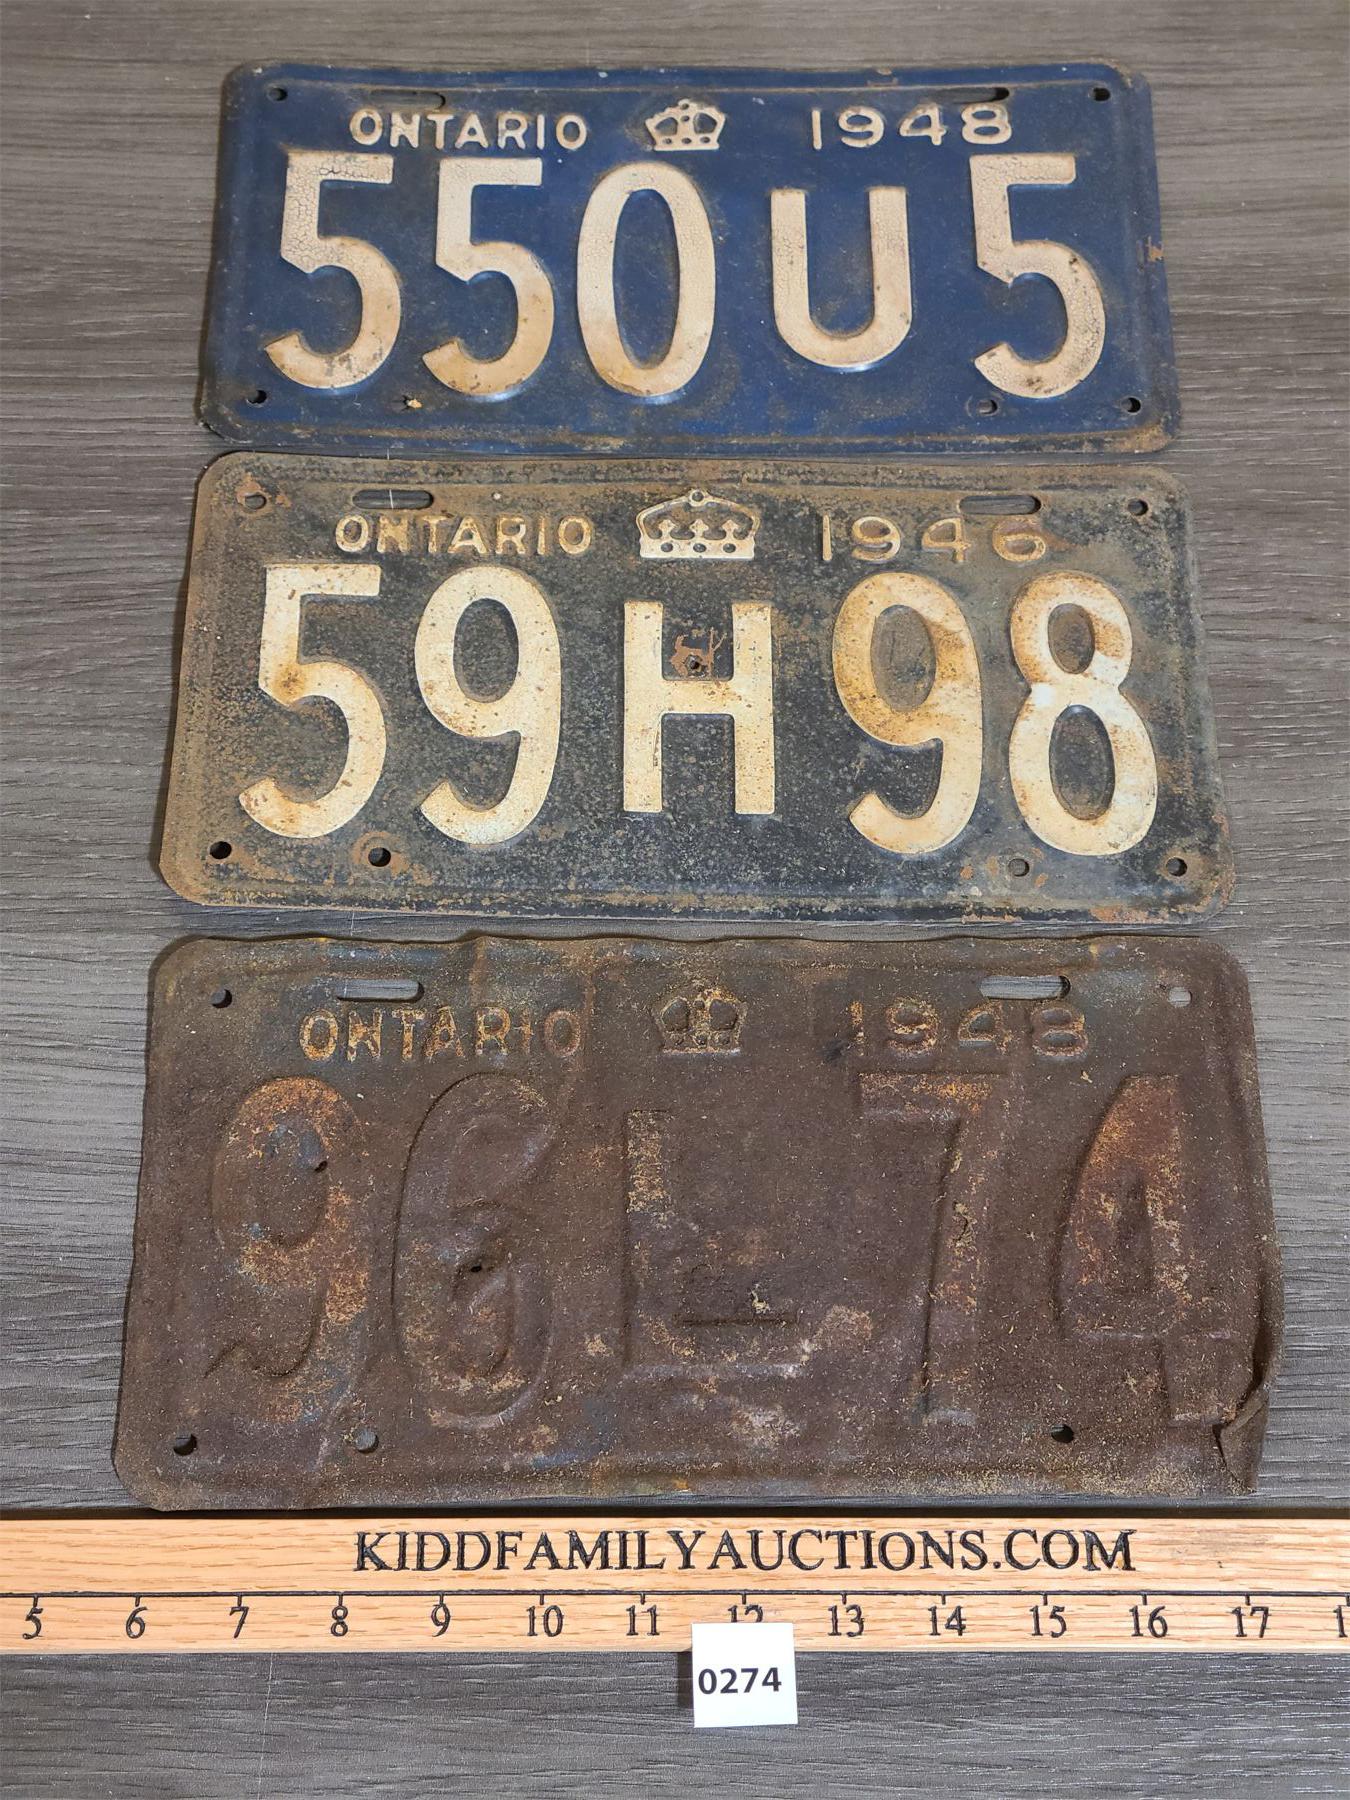 ONTARIO 1948
550U5
ONTARIO 1946
59H98
ONTARIO 1948
96L74
KIDDFAMILYAUCTIONS.COM
5 6 7 8 9 10 11 12 13 14 15 16 17
0274